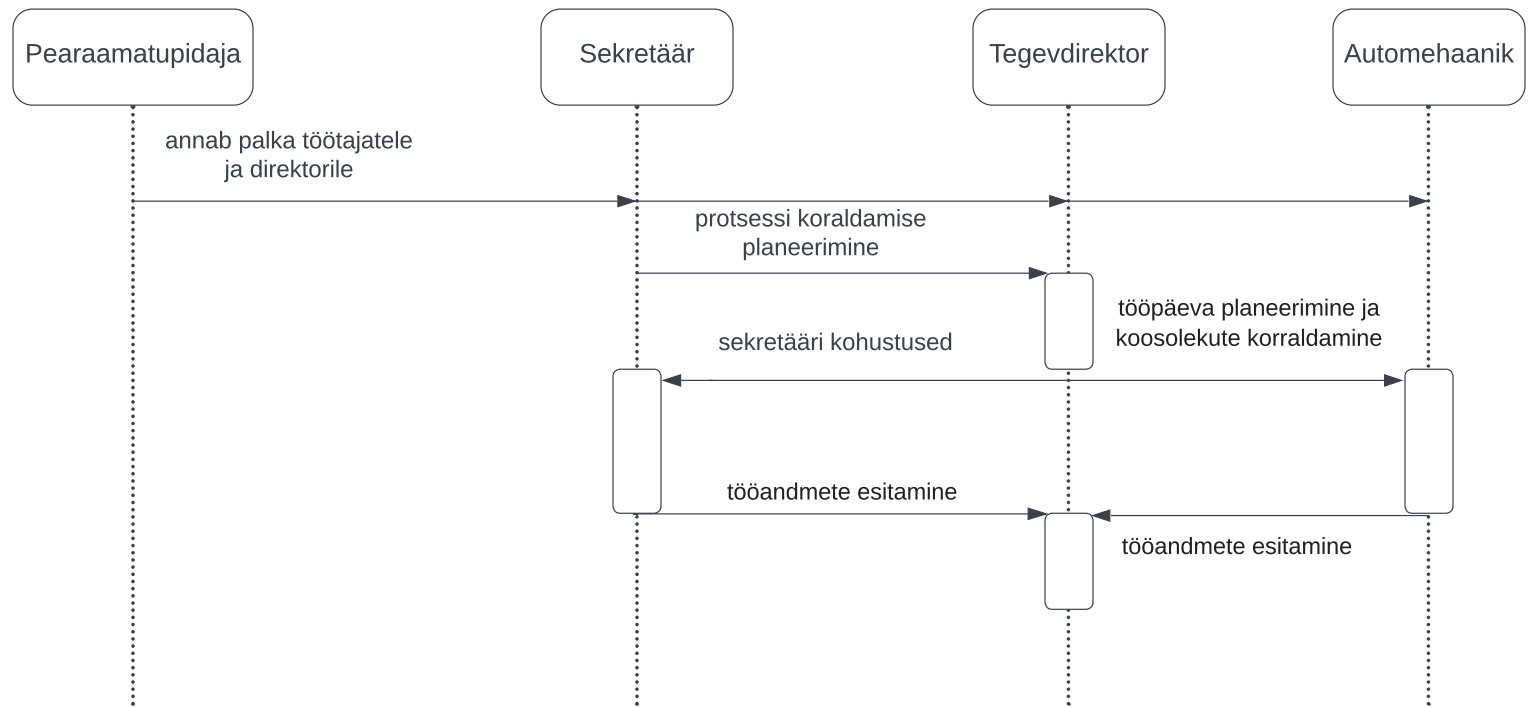 Pearaamatupidaja
Sekretäär
Tegevdirektor
Automehaanik
annab palka töötajatele
ja direktorile
protsessi koraldamise
planeerimine
tööpäeva planeerimine ja
koosolekute korraldamine
sekretääri kohustused
tööandmete esitamine
tööandmete esitamine